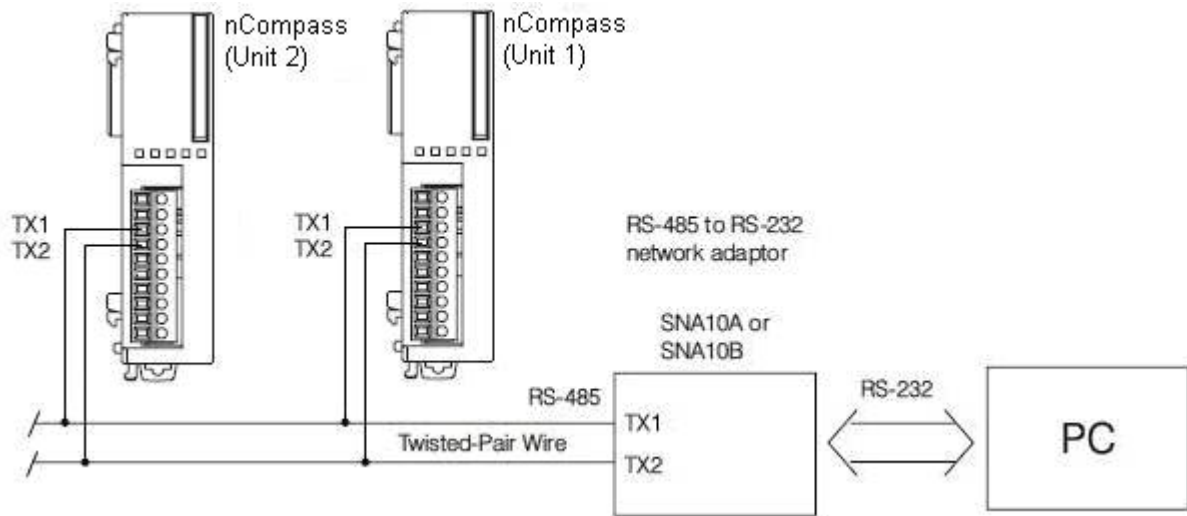 nCompass
(Unit 2)
nCompass
(Unit 1)
TX1
TX2
TX1
TX2
RS-485 to RS-232
network adaptor
SNA10A or
SNA10B
RS-485
TX1
RS-232
PC
Twisted-Pair Wire
TX2